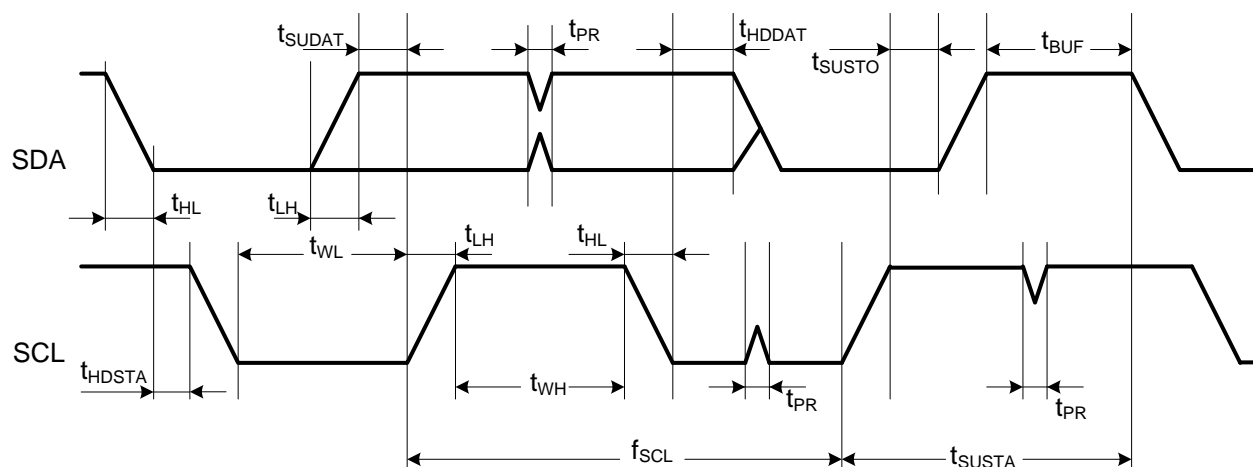 tSUDAT
tPR
tHDDAT
tSUSTO
tBUF
SDA
tHL
tLH
tWL
tLH
tHL
SCL
tHDSTA
tWH
tPR
tPR
fSCL
tSUSTA